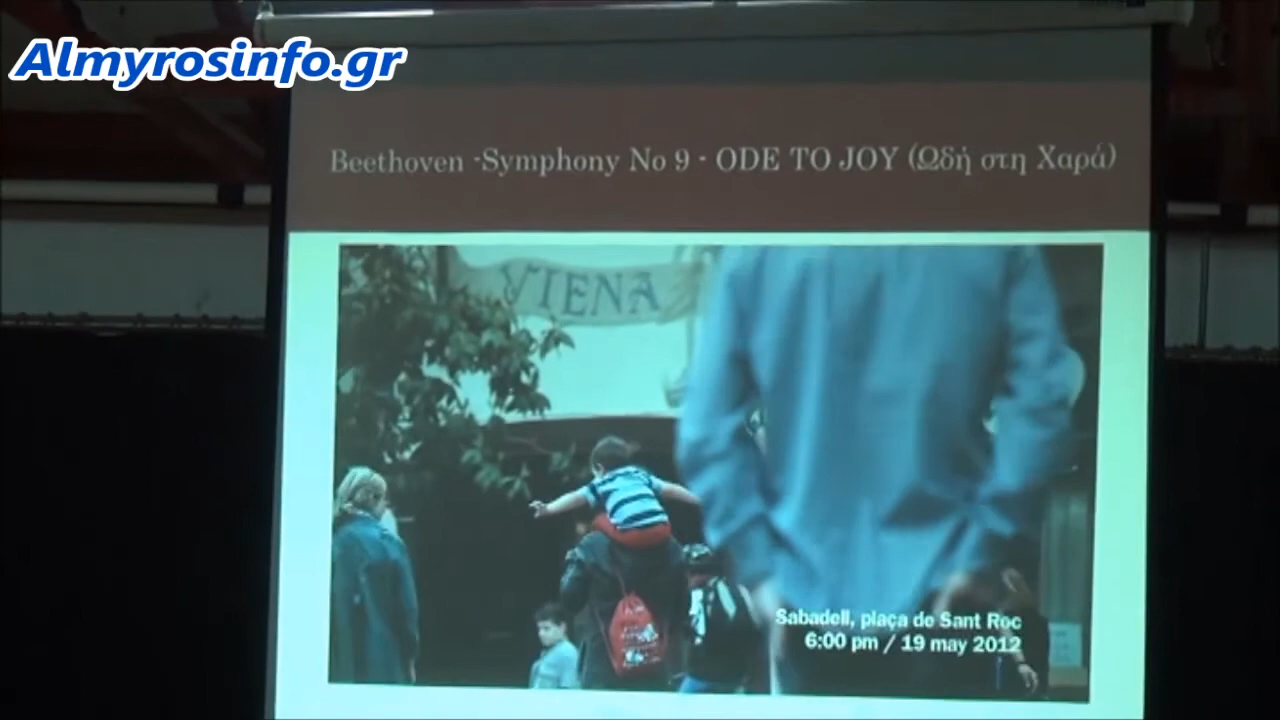 Almyrosinfo.gr
Beethoven -Symphony No 9 - ODE TO JOY (Ωδή στη Χαρά)
VIENA
Sabadell, plaça de Sant Roc
6:00 pm / 19 may 2012